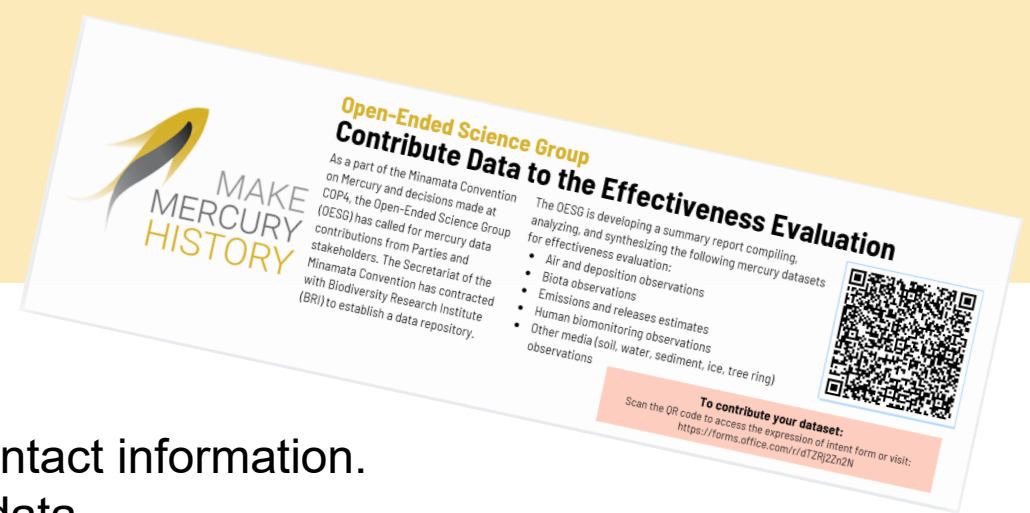 MAKE
MERCURY
HISTORY
Open-Ended Science Group
Contribute Data to the Effectiveness Evaluation
As a part of the Minamata Convention
on Mercury and decisions made at
COP4, the Open-Ended Science Group
(OESG) has called for mercury data
contributions from Parties and
stakeholders. The Secretariat of the
Minamata Convention has contracted
with Biodiversity Research Institute
(BRI) to establish a data repository.
The OESG is developing a summary report compiling,
analyzing, and synthesizing the following mercury datasets
for effectiveness evaluation:
• Air and deposition observations
• Biota observations
• Emissions and releases estimates
• Human biomonitoring observations
• Other media (soil, water, sediment, ice, tree ring)
observations
To contribute your dataset:
Scan the QR code to access the expression of intent form or visit:
https://forms.office.com/r/dTZRj2Zn2N
ntact information.
data